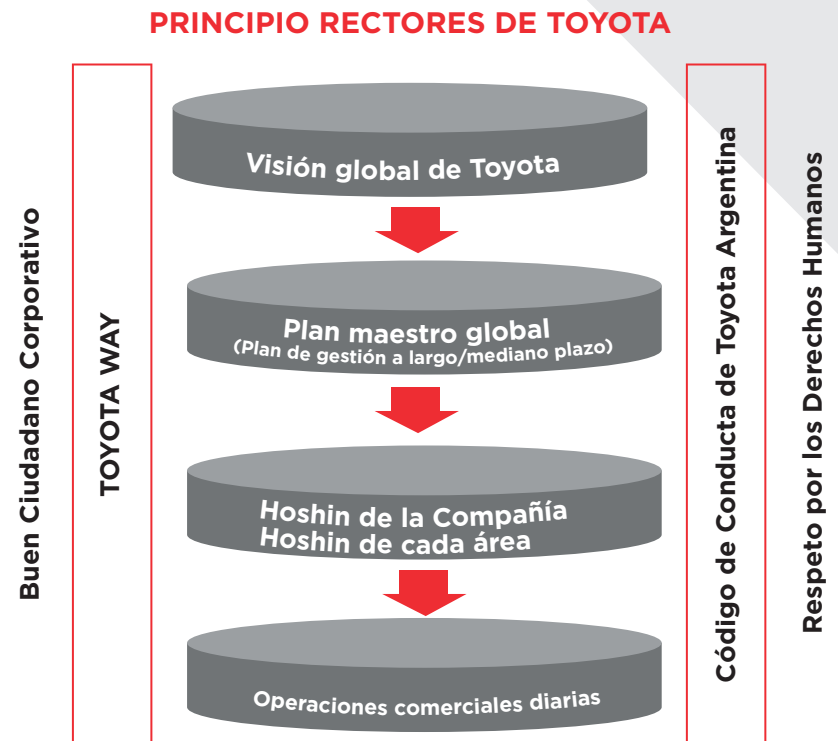 PRINCIPIO RECTORES DE TOYOTA
Buen Ciudadano Corporativo
TOYOTA WAY
Visión global de Toyota
Plan maestro global
(Plan de gestión a largo/mediano plazo)
Hoshin de la Compañía
Hoshin de cada área
Operaciones comerciales diarias
Código de Conducta de Toyota Argentina
Respeto por los Derechos Humanos